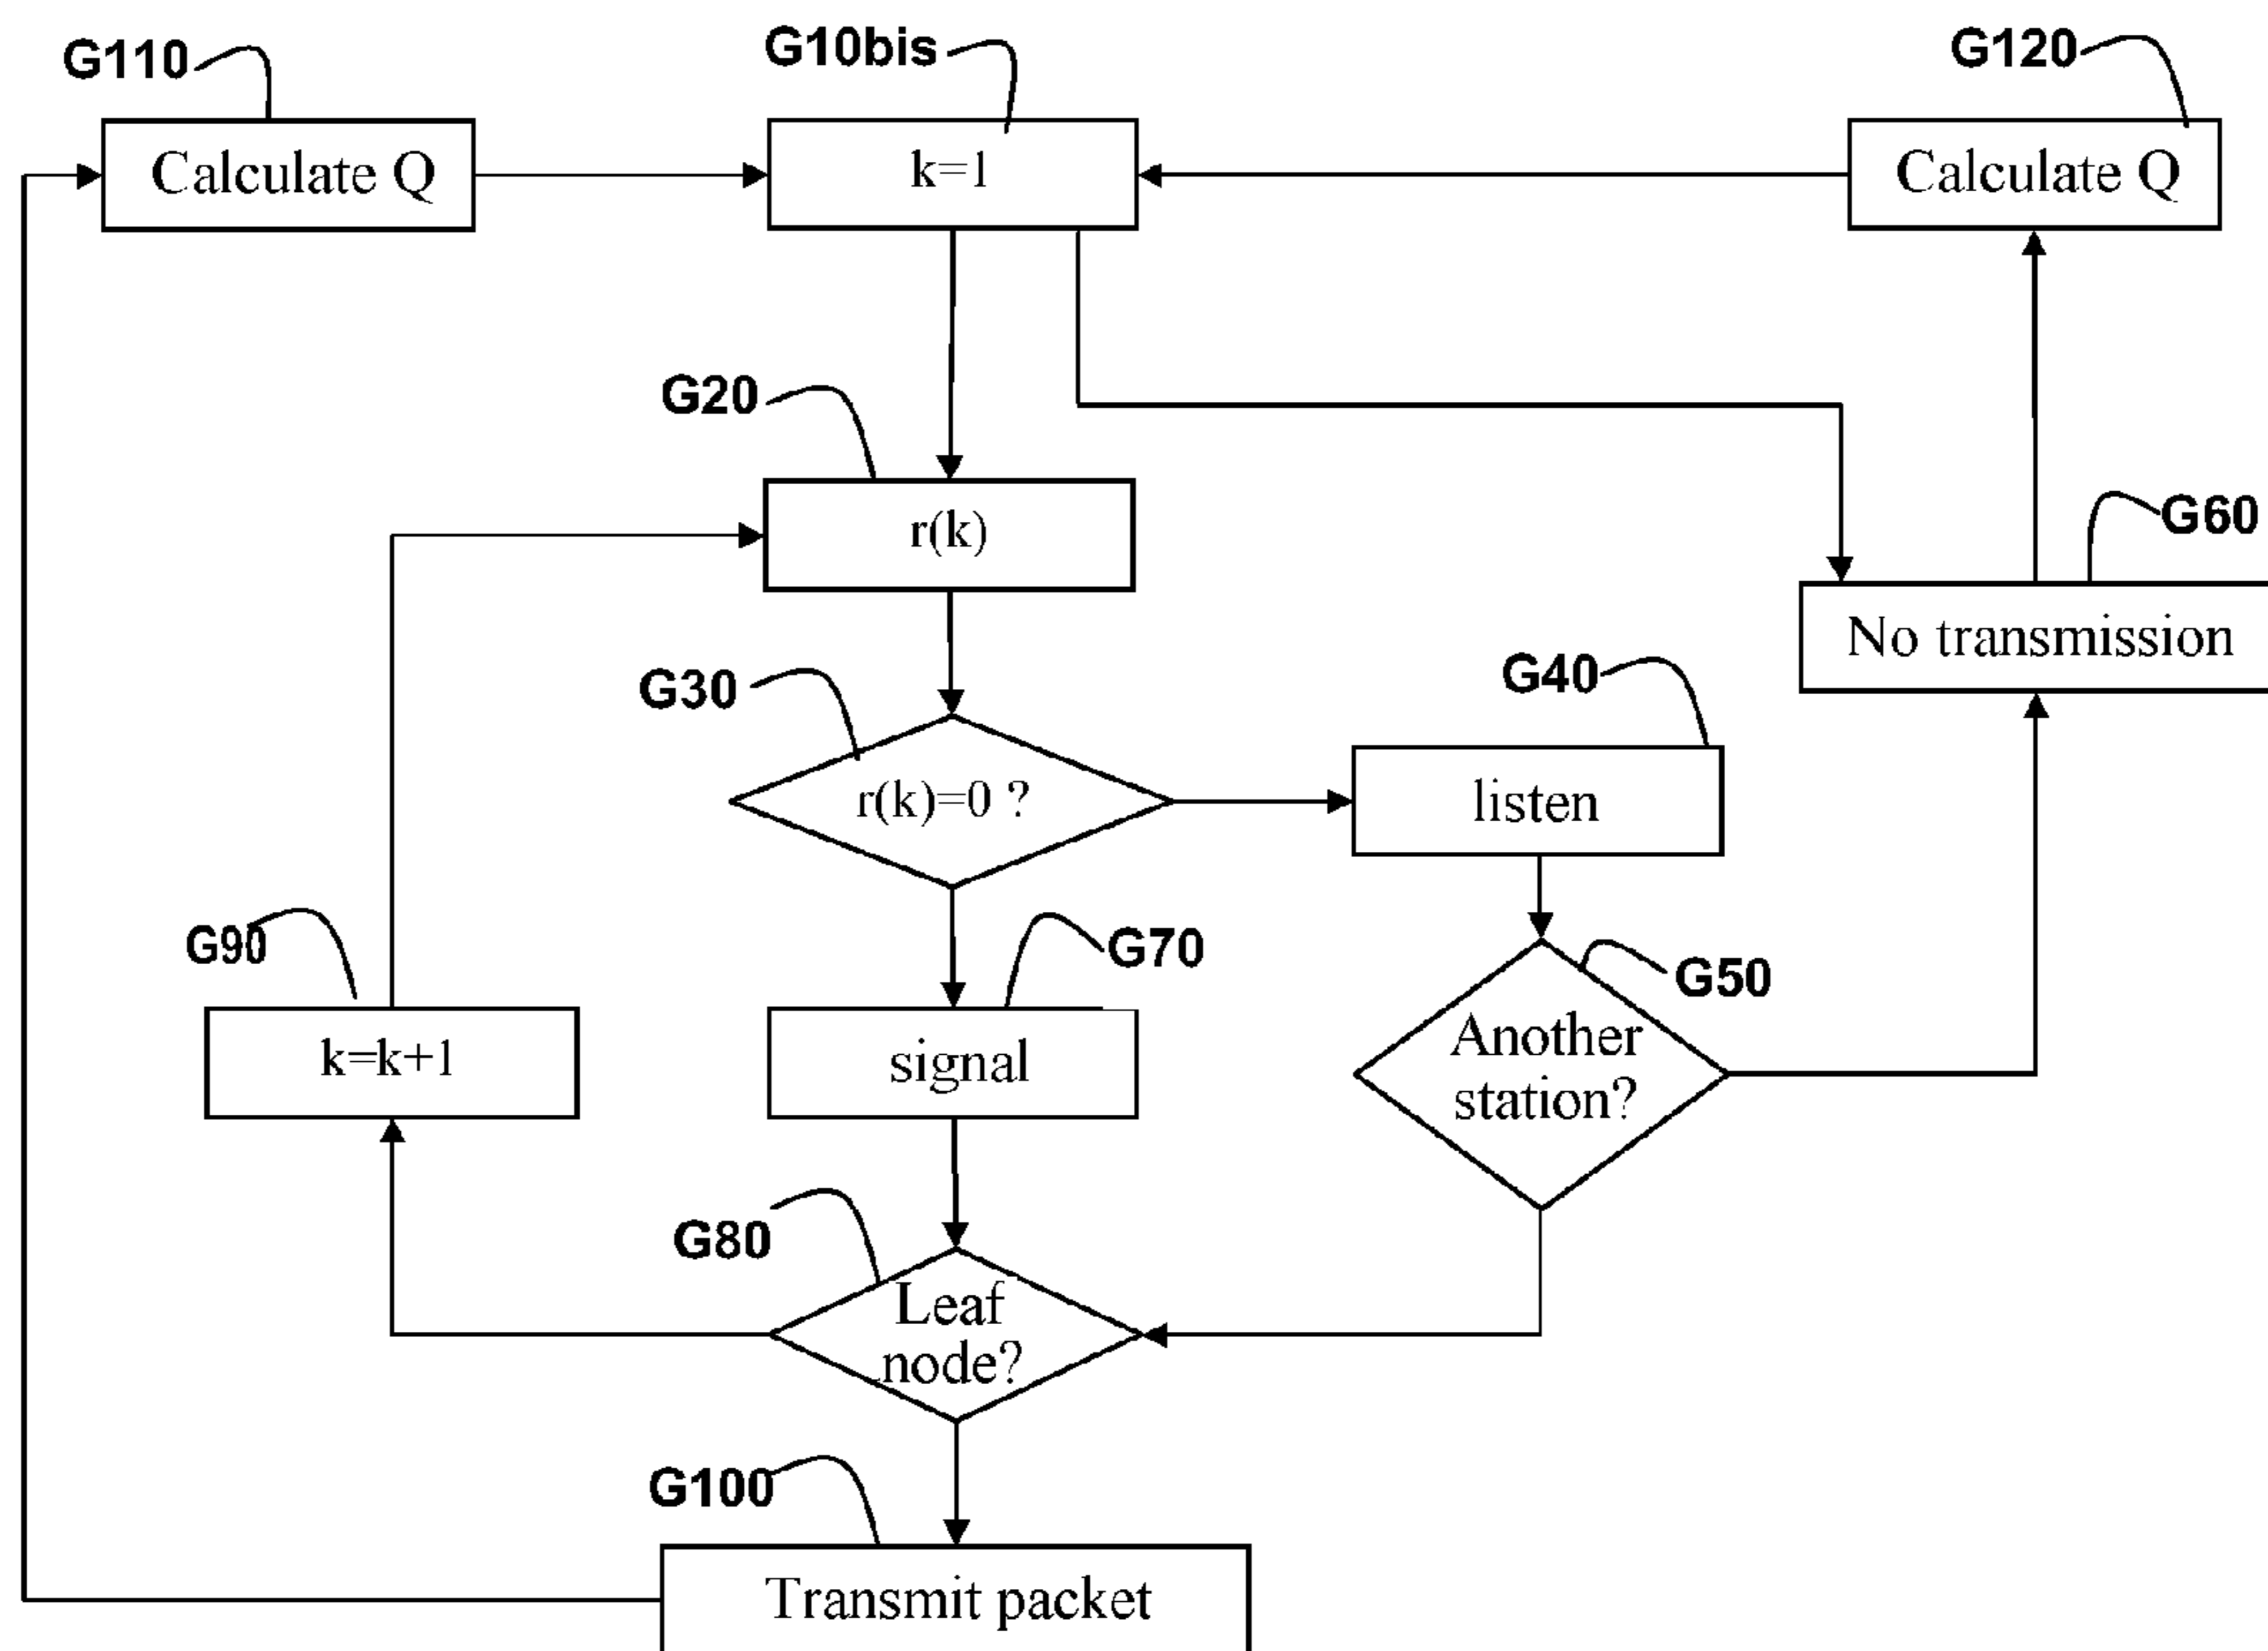 G110
G10bis
G120
Calculate Q
k=1
Calculate Q
G20
r(k)
G60
No transmission
G30
G40
r(k)=0 ?
listen
G90
G70
G50
k=k+1
signal
Another
station?
G80
Leaf
node?
G100
Transmit packet